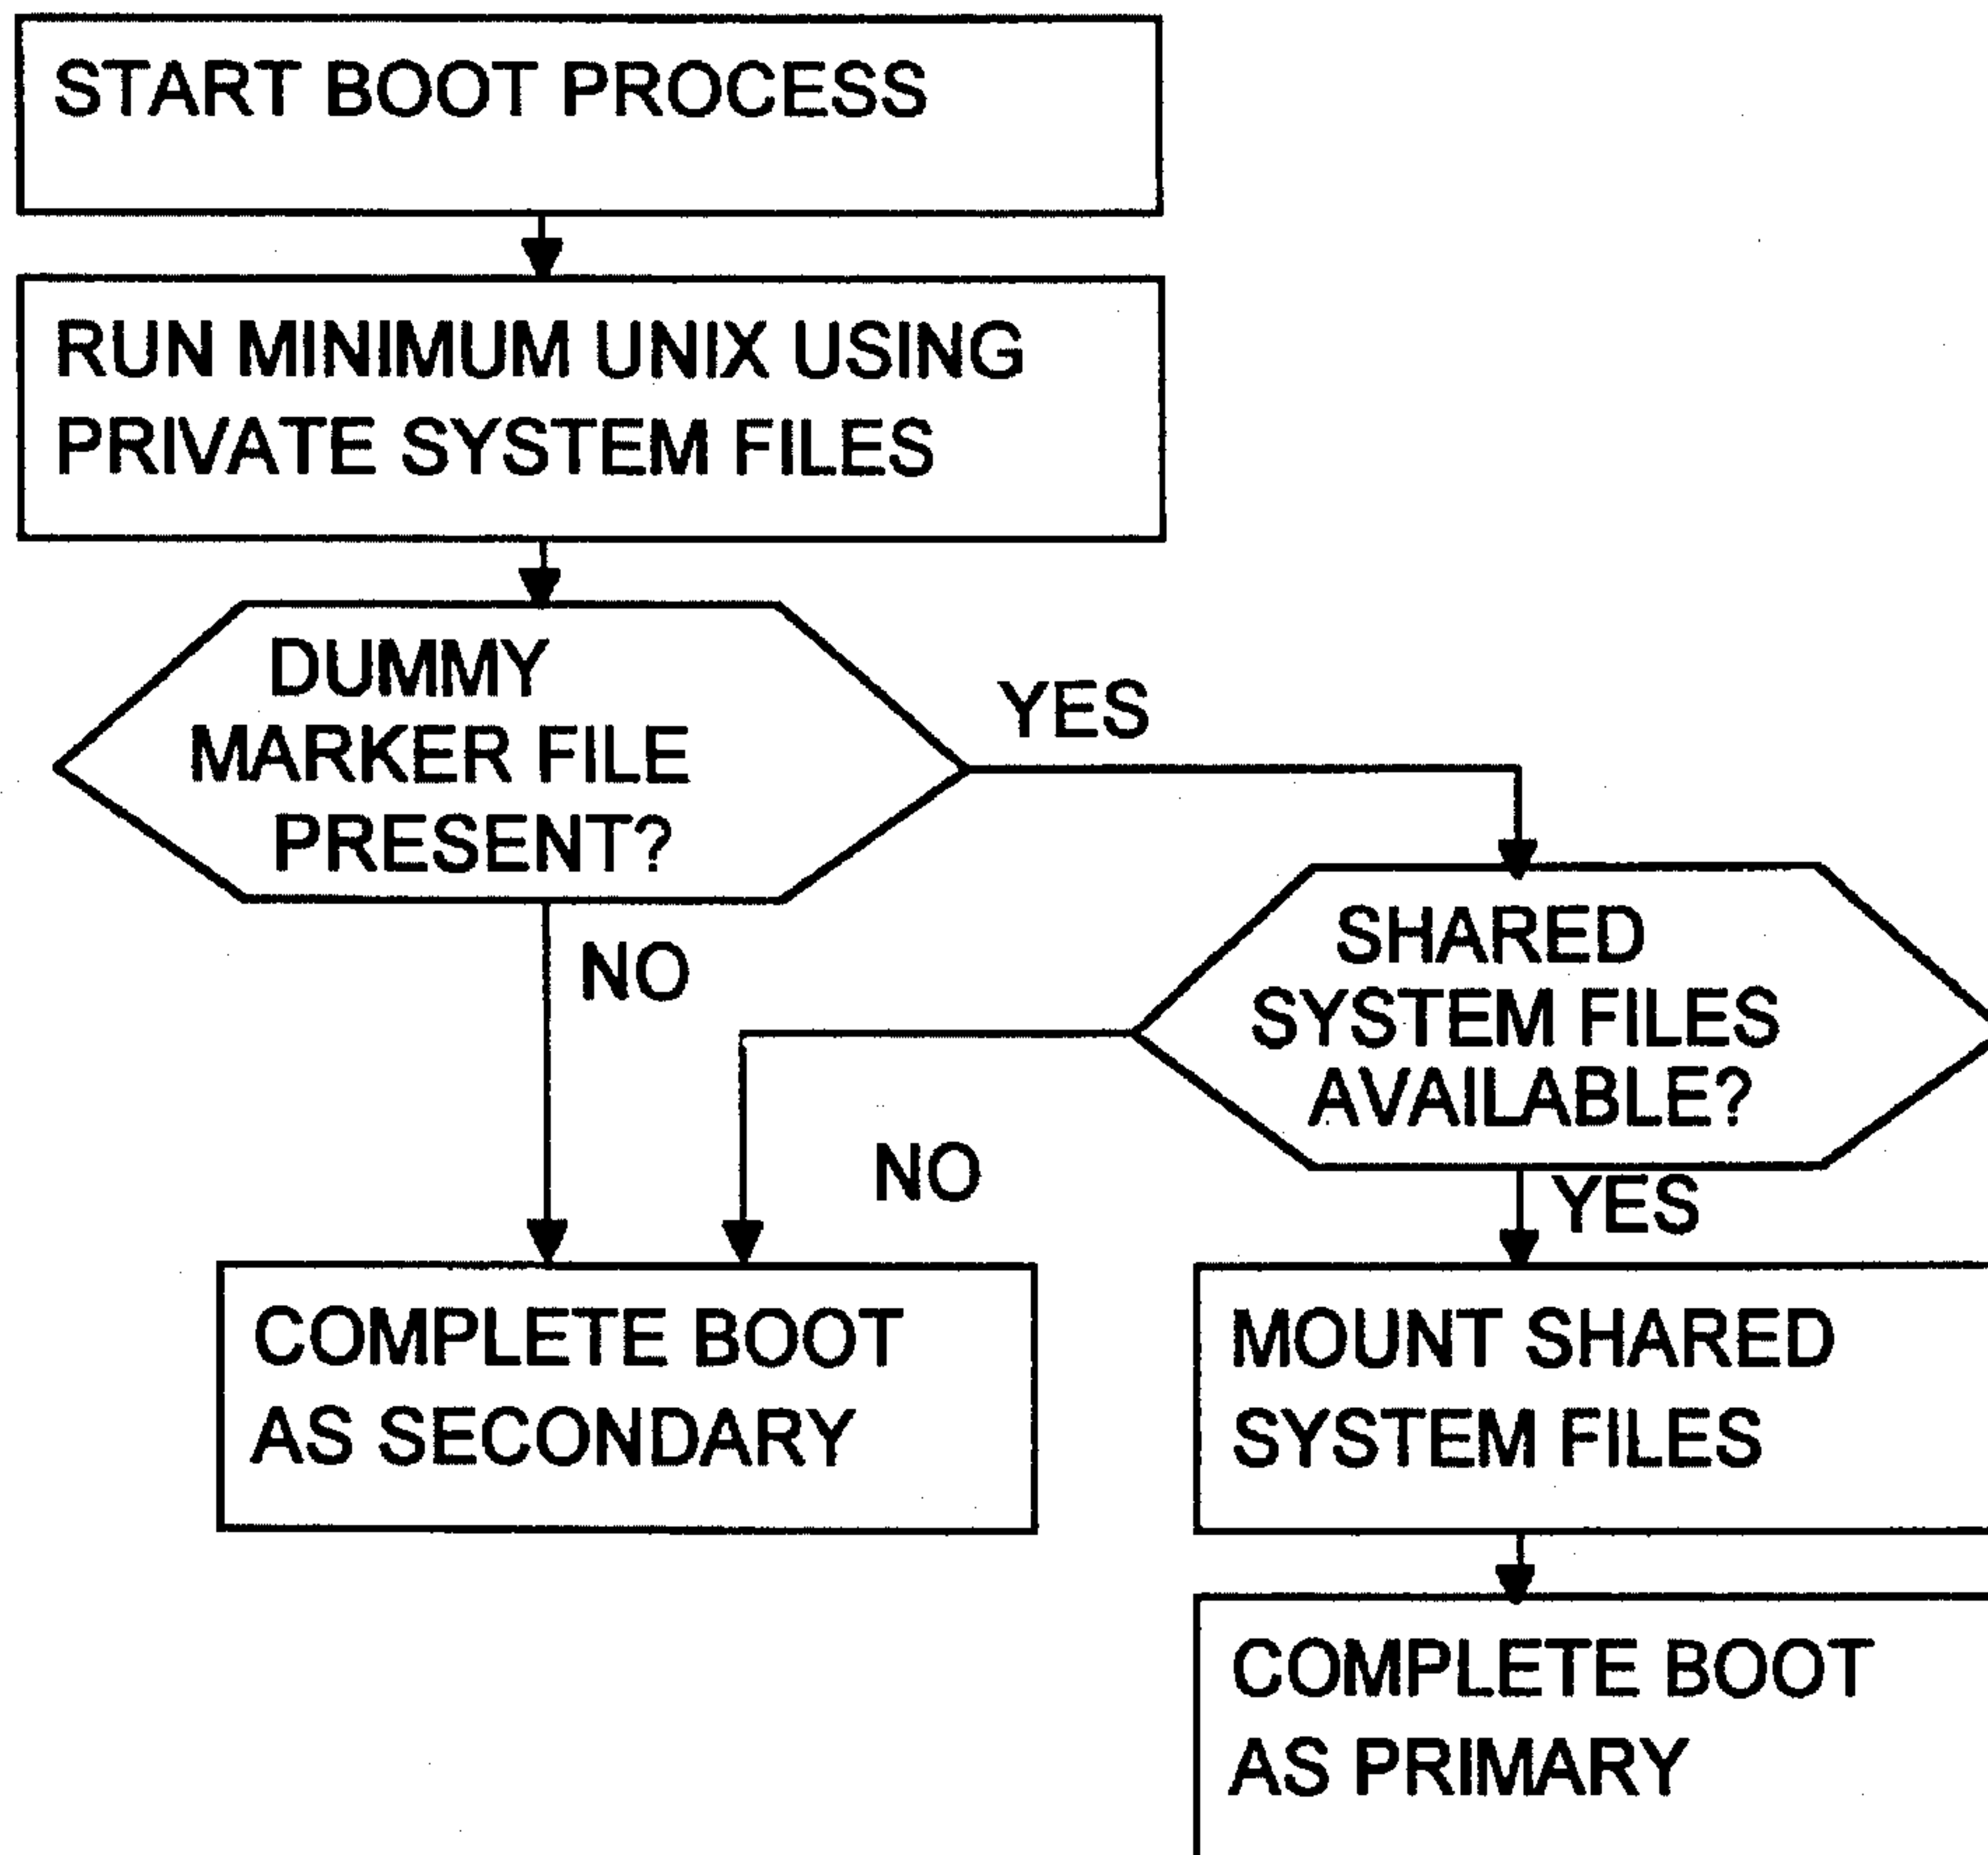 START BOOT PROCESS
RUN MINIMUM UNIX USING
PRIVATE SYSTEM FILES
DUMMY
MARKER FILE
PRESENT?
YES
NO
SHARED
SYSTEM FILES
AVAILABLE?
NO
YES
COMPLETE BOOT
AS SECONDARY
MOUNT SHARED
SYSTEM FILES
COMPLETE BOOT
AS PRIMARY